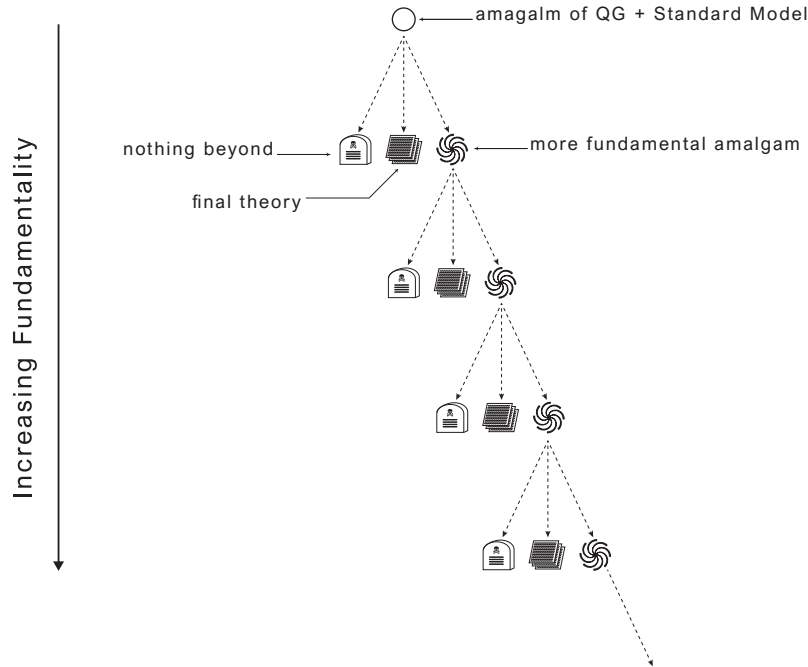 amagalm of QG + Standard Model
nothing beyond
more fundamental amalgam
final theory
Increasing Fundamentality